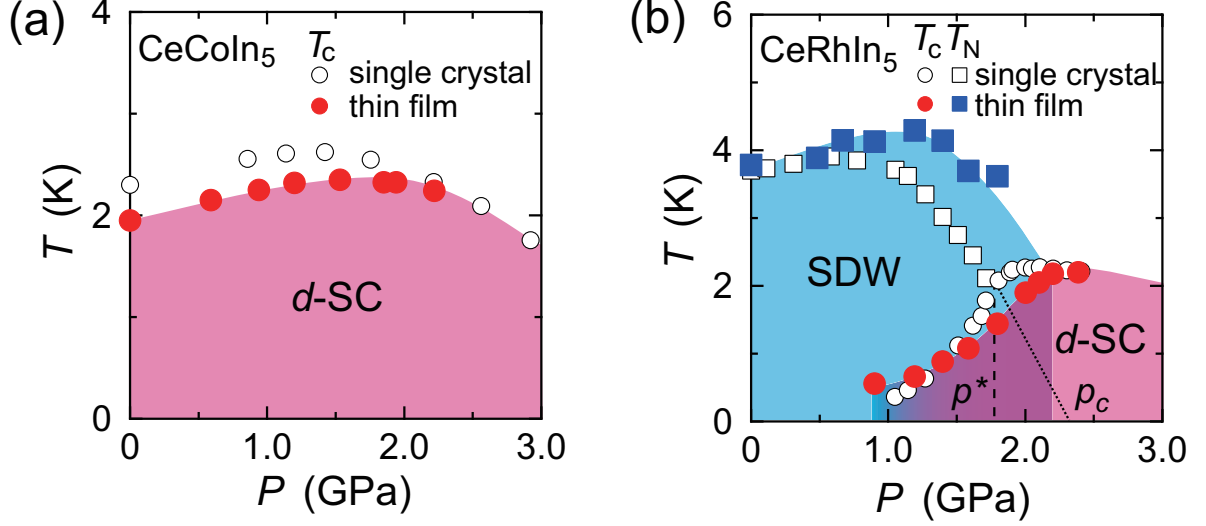 (a)
CeCoIn5
Tc
single crystal
thin film
d-SC
4
2
0
T (K)
0
1.0
2.0
3.0
P (GPa)
(b)
CeRhIn5
Tc TN
single crystal
thin film
SDW
d-SC
p*
pc
6
4
2
0
T (K)
0.0
1.0
2.0
3.0
P (GPa)